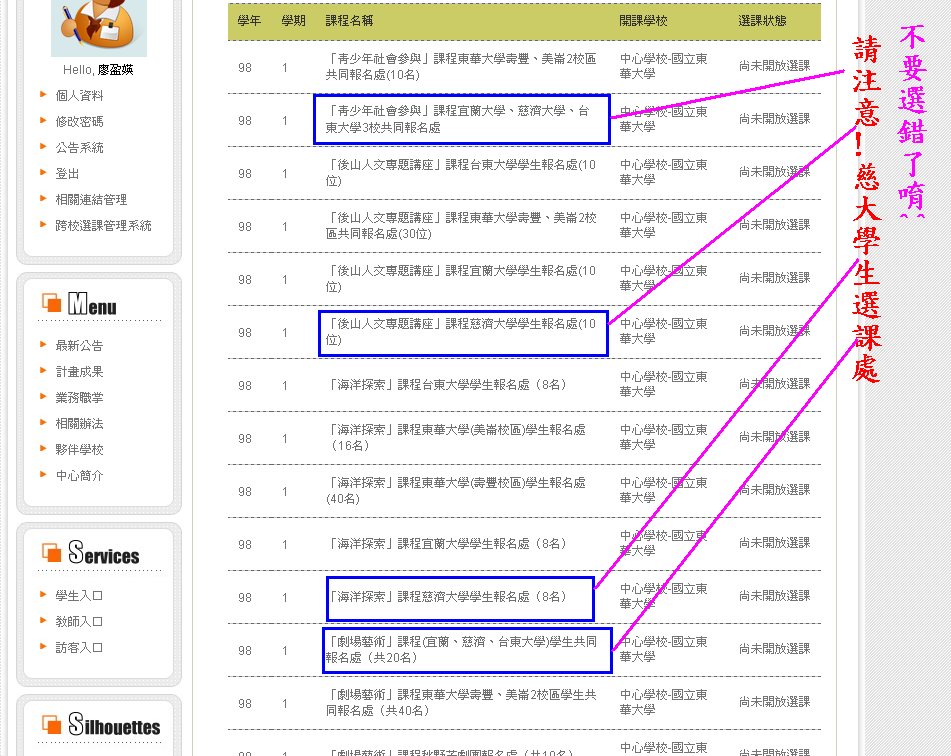 Hello, 廖盈媖
個人資料
修改密碼
公告系統
登出
相關連結管理
跨校選課管理系統
Menu
最新公告
計畫成果
業務職掌
相關辦法
夥伴學校
中心簡介
Services
學生入口
教師入口
訪客入口
Silhouettes
學年 學期 課程名稱 開課學校 選課狀態
98 1 「青少年社會參與」課程東華大學壽豐、美崙2校區 中心學校-國立東 尚未開放選課
共同報名處(10名) 華大學
98 1 「青少年社會參與」課程宜蘭大學、慈濟大學、台 中心學校-國立東 尚未開放選課
東大學3校共同報名處 華大學
98 1 「後山人文專題講座」課程台東大學學生報名處(10 中心學校-國立東 尚未開放選課
位) 華大學
98 1 「後山人文專題講座」課程東華大學壽豐、美崙2校 中心學校-國立東 尚未開放選課
區共同報名處(30位) 華大學
98 1 「後山人文專題講座」課程宜蘭大學學生報名處(10 中心學校-國立東 尚未開放選課
位) 華大學
98 1 「後山人文專題講座」課程慈濟大學學生報名處(10 中心學校-國立東 尚未開放選課
位) 華大學
98 1 「海洋探索」課程台東大學學生報名處（8名） 中心學校-國立東 尚未開放選課
華大學
98 1 「海洋探索」課程東華大學(美崙校區)學生報名處 中心學校-國立東 尚未開放選課
（16名） 華大學
98 1 「海洋探索」課程東華大學(壽豐校區)學生報名處 中心學校-國立東 尚未開放選課
(40名) 華大學
98 1 「海洋探索」課程宜蘭大學學生報名處（8名） 中心學校-國立東 尚未開放選課
華大學
98 1 「海洋探索」課程慈濟大學學生報名處（8名） 中心學校-國立東 尚未開放選課
華大學
98 1 「劇場藝術」課程(宜蘭、慈濟、台東大學)學生共同 中心學校-國立東 尚未開放選課
報名處（共20名） 華大學
98 1 「劇場藝術」課程東華大學壽豐、美崙2校區學生共 中心學校-國立東 尚未開放選課
同報名處（共40名） 華大學
98 1 中心學校-國立東 尚未開放選課
請注意!慈大學生選課處
不要選錯了唷^^